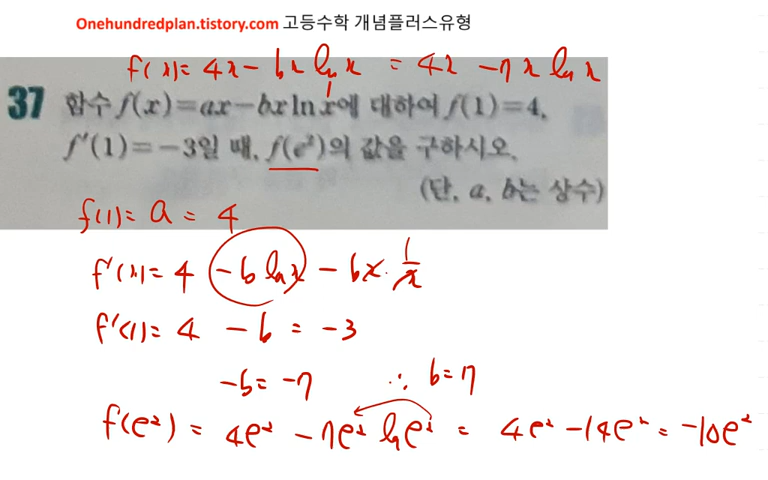 Onehundredplan.tistory.com 고등수학 개념플러스유형
f(x)= 4x - bx ln x = 4x - 7x ln x
37 함수 f(x)=ax-bx ln x에 대하여 f(1)=4,
f'(1)=-3일 때, f(e²)의 값을 구하시오.
(단, a, b는 상수)
f(1)= a = 4
f'(x)= 4 - b ln x - bx · 1/x
f'(1)= 4 - b = -3
-b = -7 ∴ b=7
f(e²) = 4e² - 7e² ln e² = 4e² - 14e² = -10e²